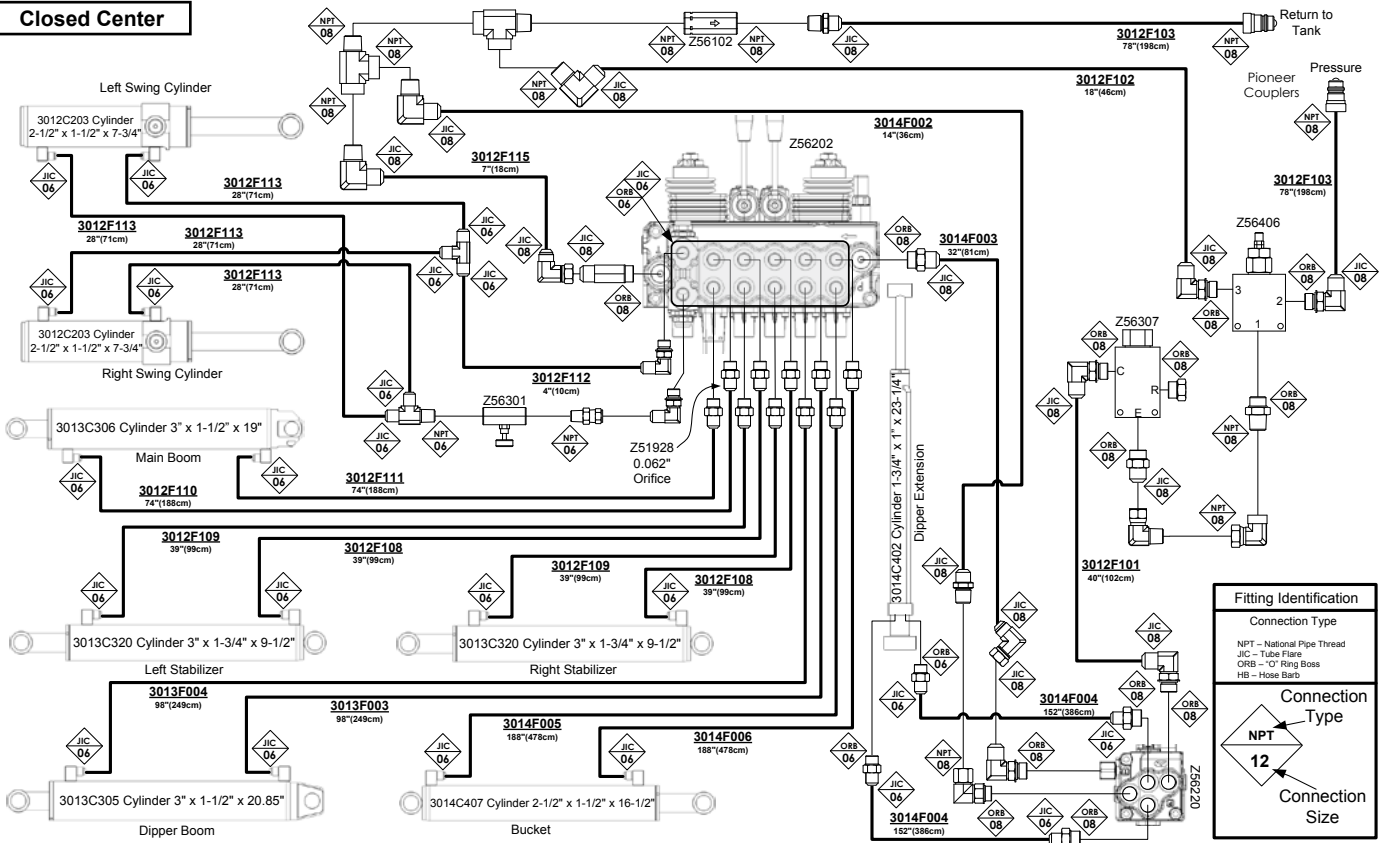 Closed Center
NPT
08
NPT
08
NPT
08
Z56102
NPT
08
NPT
08
JIC
08
3012F103
78"(198cm)
NPT
08
Return to
Tank
NPT
08
JIC
08
3012F102
18"(46cm)
Pioneer
Couplers
Pressure
NPT
08
3012F103
78"(198cm)
Left Swing Cylinder
3012C203 Cylinder
2-1/2" x 1-1/2" x 7-3/4"
JIC
06
JIC
06
3012F113
28"(71cm)
3012F113
28"(71cm)
3012F113
28"(71cm)
3012F113
28"(71cm)
JIC
08
3014F002
14"(36cm)
JIC
08
3012F115
7"(18cm)
JIC
08
JIC
08
ORB
08
JIC
06
ORB
06
Z56202
ORB
08
JIC
08
3014F003
32"(81cm)
JIC
06
JIC
06
JIC
06
JIC
06
JIC
06
3012C203 Cylinder
2-1/2" x 1-1/2" x 7-3/4"
Right Swing Cylinder
3012F112
4"(10cm)
JIC
06
JIC
06
NPT
06
Z56301
NPT
06
Z51928
0.062"
Orifice
Z56406
3
2
1
JIC
08
ORB
08
ORB
08
JIC
08
Z56307
C
R
E
ORB
08
ORB
08
JIC
08
ORB
08
JIC
08
ORB
08
NPT
08
NPT
08
3012F101
40"(102cm)
3013C306 Cylinder 3" x 1-1/2" x 19"
Main Boom
JIC
06
JIC
06
3012F110
74"(188cm)
3012F111
74"(188cm)
3012F109
39"(99cm)
3012F108
39"(99cm)
3012F109
39"(99cm)
3012F108
39"(99cm)
JIC
06
JIC
06
JIC
06
JIC
06
3013C320 Cylinder 3" x 1-3/4" x 9-1/2"
Left Stabilizer
3013C320 Cylinder 3" x 1-3/4" x 9-1/2"
Right Stabilizer
3014C402 Cylinder 1-3/4" x 1" x 23-1/4"
Dipper Extension
JIC
08
JIC
08
JIC
08
ORB
06
JIC
06
3014F004
152"(386cm)
JIC
08
ORB
08
ORB
08
JIC
06
Z56220
3013F004
98"(249cm)
3013F003
98"(249cm)
3014F005
188"(478cm)
3014F006
188"(478cm)
JIC
06
JIC
06
JIC
06
JIC
06
3013C305 Cylinder 3" x 1-1/2" x 20.85"
Dipper Boom
3014C407 Cylinder 2-1/2" x 1-1/2" x 16-1/2"
Bucket
ORB
06
JIC
06
3014F004
152"(386cm)
NPT
08
JIC
08
ORB
08
ORB
08
JIC
06
ORB
08
Fitting Identification
Connection Type
NPT – National Pipe Thread
JIC – Tube Flare
ORB – "O" Ring Boss
HB – Hose Barb
Connection
Type
NPT
12
Connection
Size